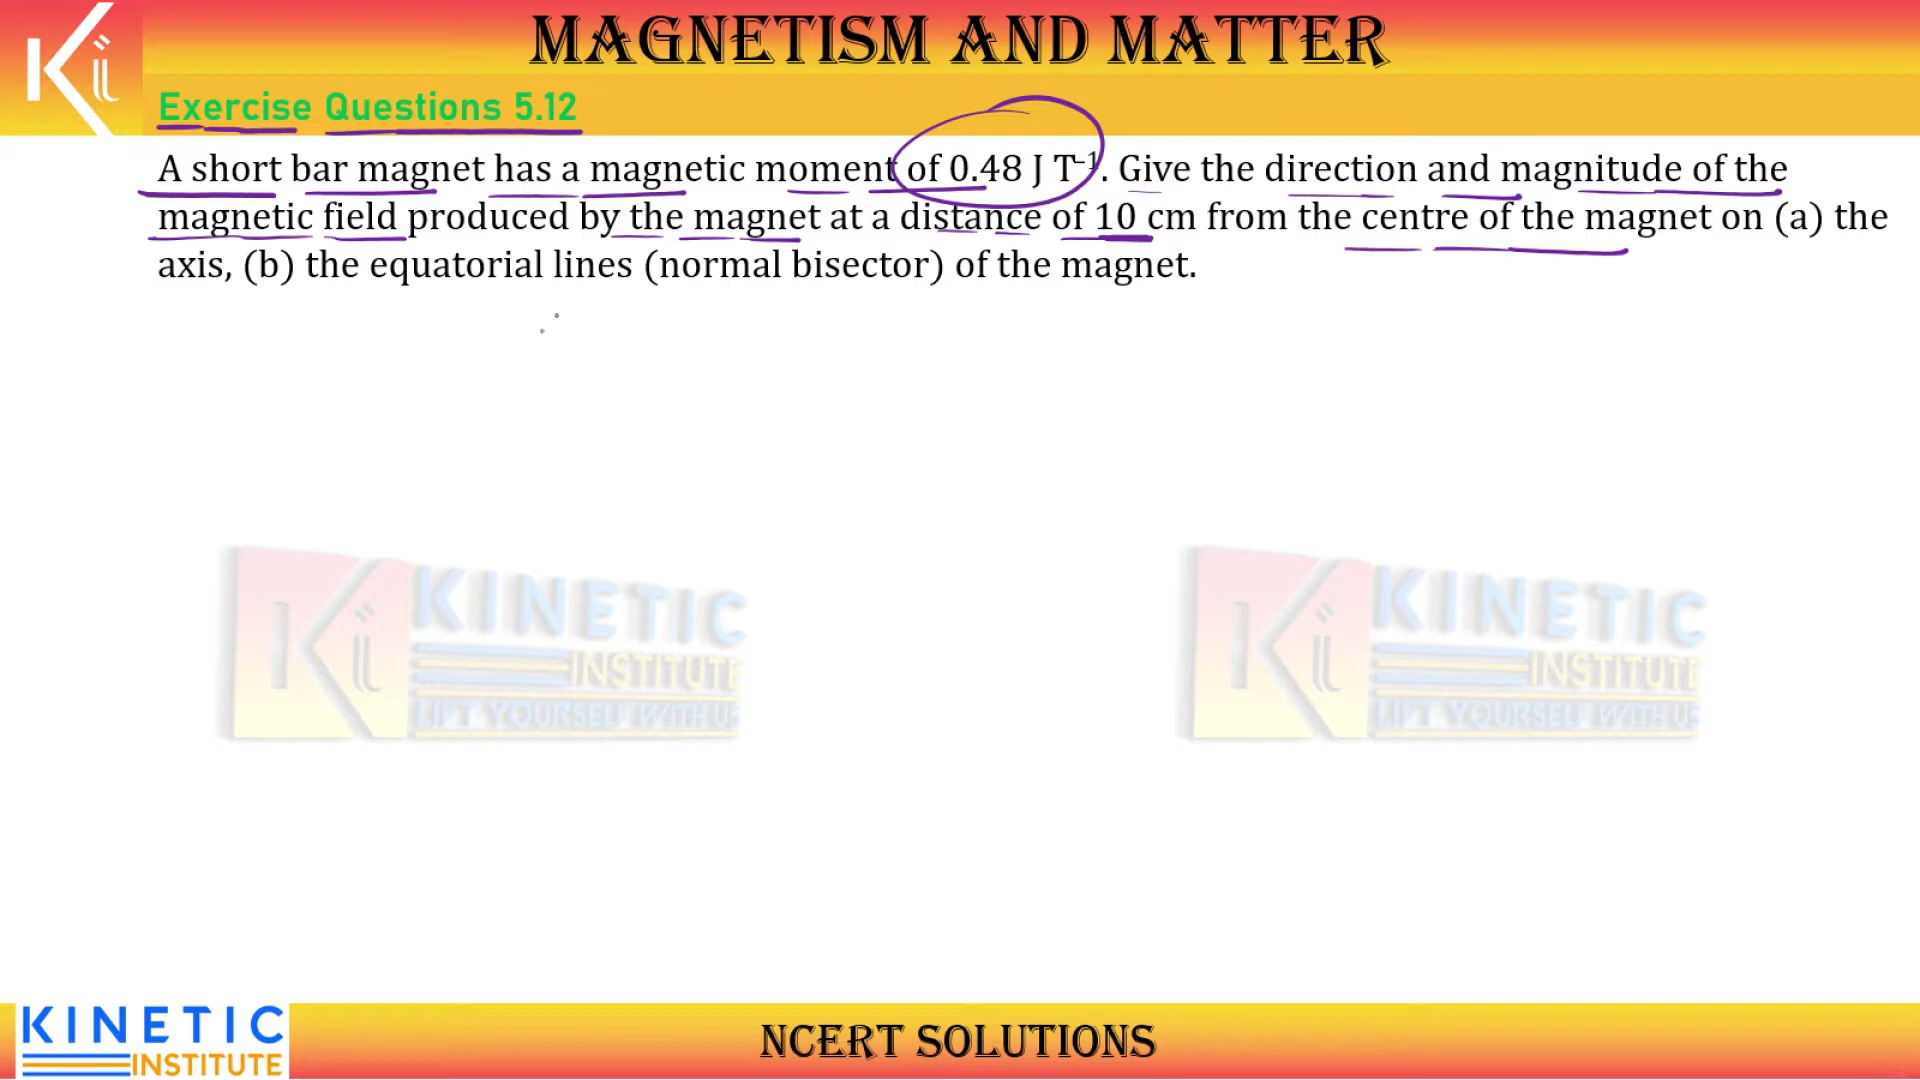 Ki
MAGNETISM AND MATTER
Exercise Questions 5.12
A short bar magnet has a magnetic moment of 0.48 J T⁻¹. Give the direction and magnitude of the
magnetic field produced by the magnet at a distance of 10 cm from the centre of the magnet on (a) the
axis, (b) the equatorial lines (normal bisector) of the magnet.
Ki KINETIC
INSTITUTE
LIFT YOURSELF WITH US
Ki KINETIC
INSTITUTE
LIFT YOURSELF WITH US
KINETIC
INSTITUTE
NCERT SOLUTIONS